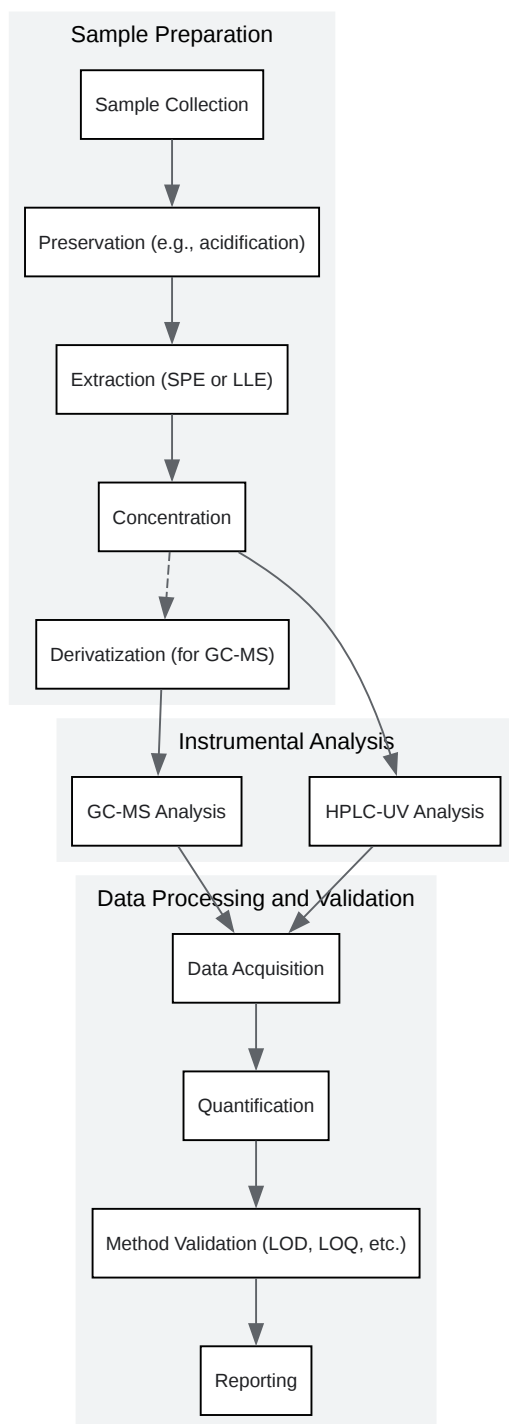 Sample Preparation
Sample Collection
Preservation (e.g., acidification)
Extraction (SPE or LLE)
Concentration
Derivatization (for GC-MS)
Instrumental Analysis
GC-MS Analysis
HPLC-UV Analysis
Data Processing and Validation
Data Acquisition
Quantification
Method Validation (LOD, LOQ, etc.)
Reporting